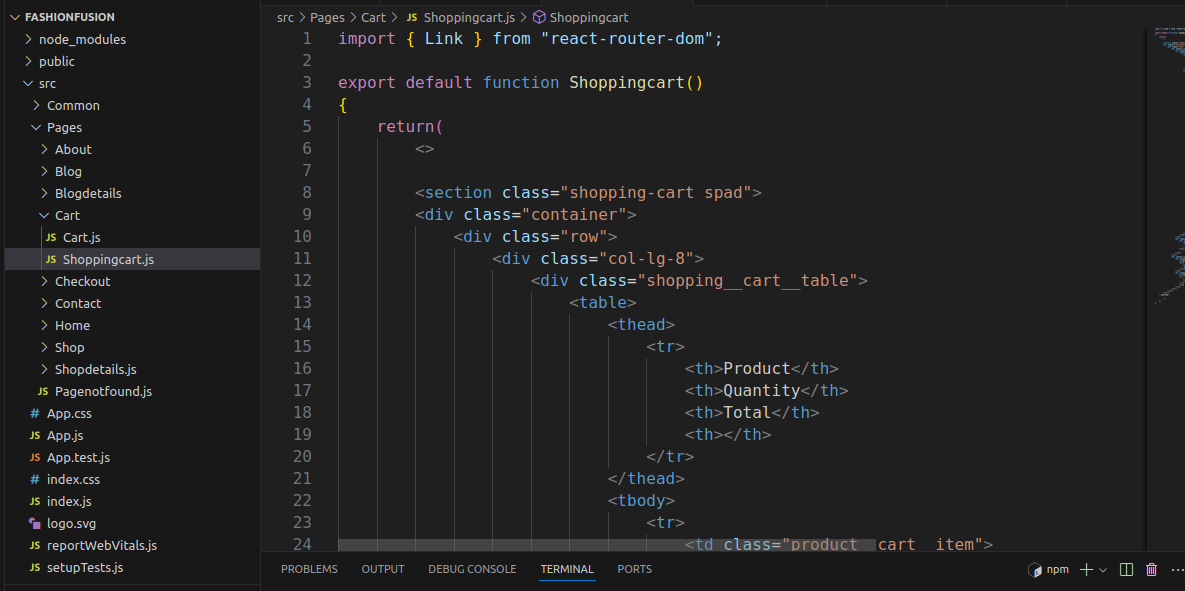 FASHIONFUSION
node_modules
public
src
Common
Pages
About
Blog
Blogdetails
Cart
JS Cart.js
JS Shoppingcart.js
Checkout
Contact
Home
Shop
Shopdetails.js
JS Pagenotfound.js
# App.css
JS App.js
JS App.test.js
# index.css
JS index.js
logo.svg
JS reportWebVitals.js
JS setupTests.js
src > Pages > Cart > JS Shoppingcart.js > Shoppingcart
1 import { Link } from "react-router-dom";
2
3 export default function Shoppingcart()
4 {
5 return(
6 <>
7
8 <section class="shopping-cart spad">
9 <div class="container">
10 <div class="row">
11 <div class="col-lg-8">
12 <div class="shopping__cart__table">
13 <table>
14 <thead>
15 <tr>
16 <th>Product</th>
17 <th>Quantity</th>
18 <th>Total</th>
19 <th></th>
20 </tr>
21 </thead>
22 <tbody>
23 <tr>
24 <td class="product__cart__item">
PROBLEMS OUTPUT DEBUG CONSOLE TERMINAL PORTS npm